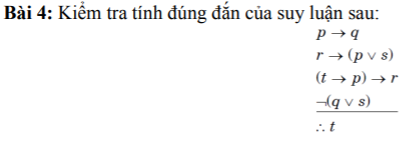 Bài 4: Kiểm tra tính đúng đắn của suy luận sau:
p → q
r → (p ∨ s)
(t → p) → r
¬(q ∨ s)
∴ t